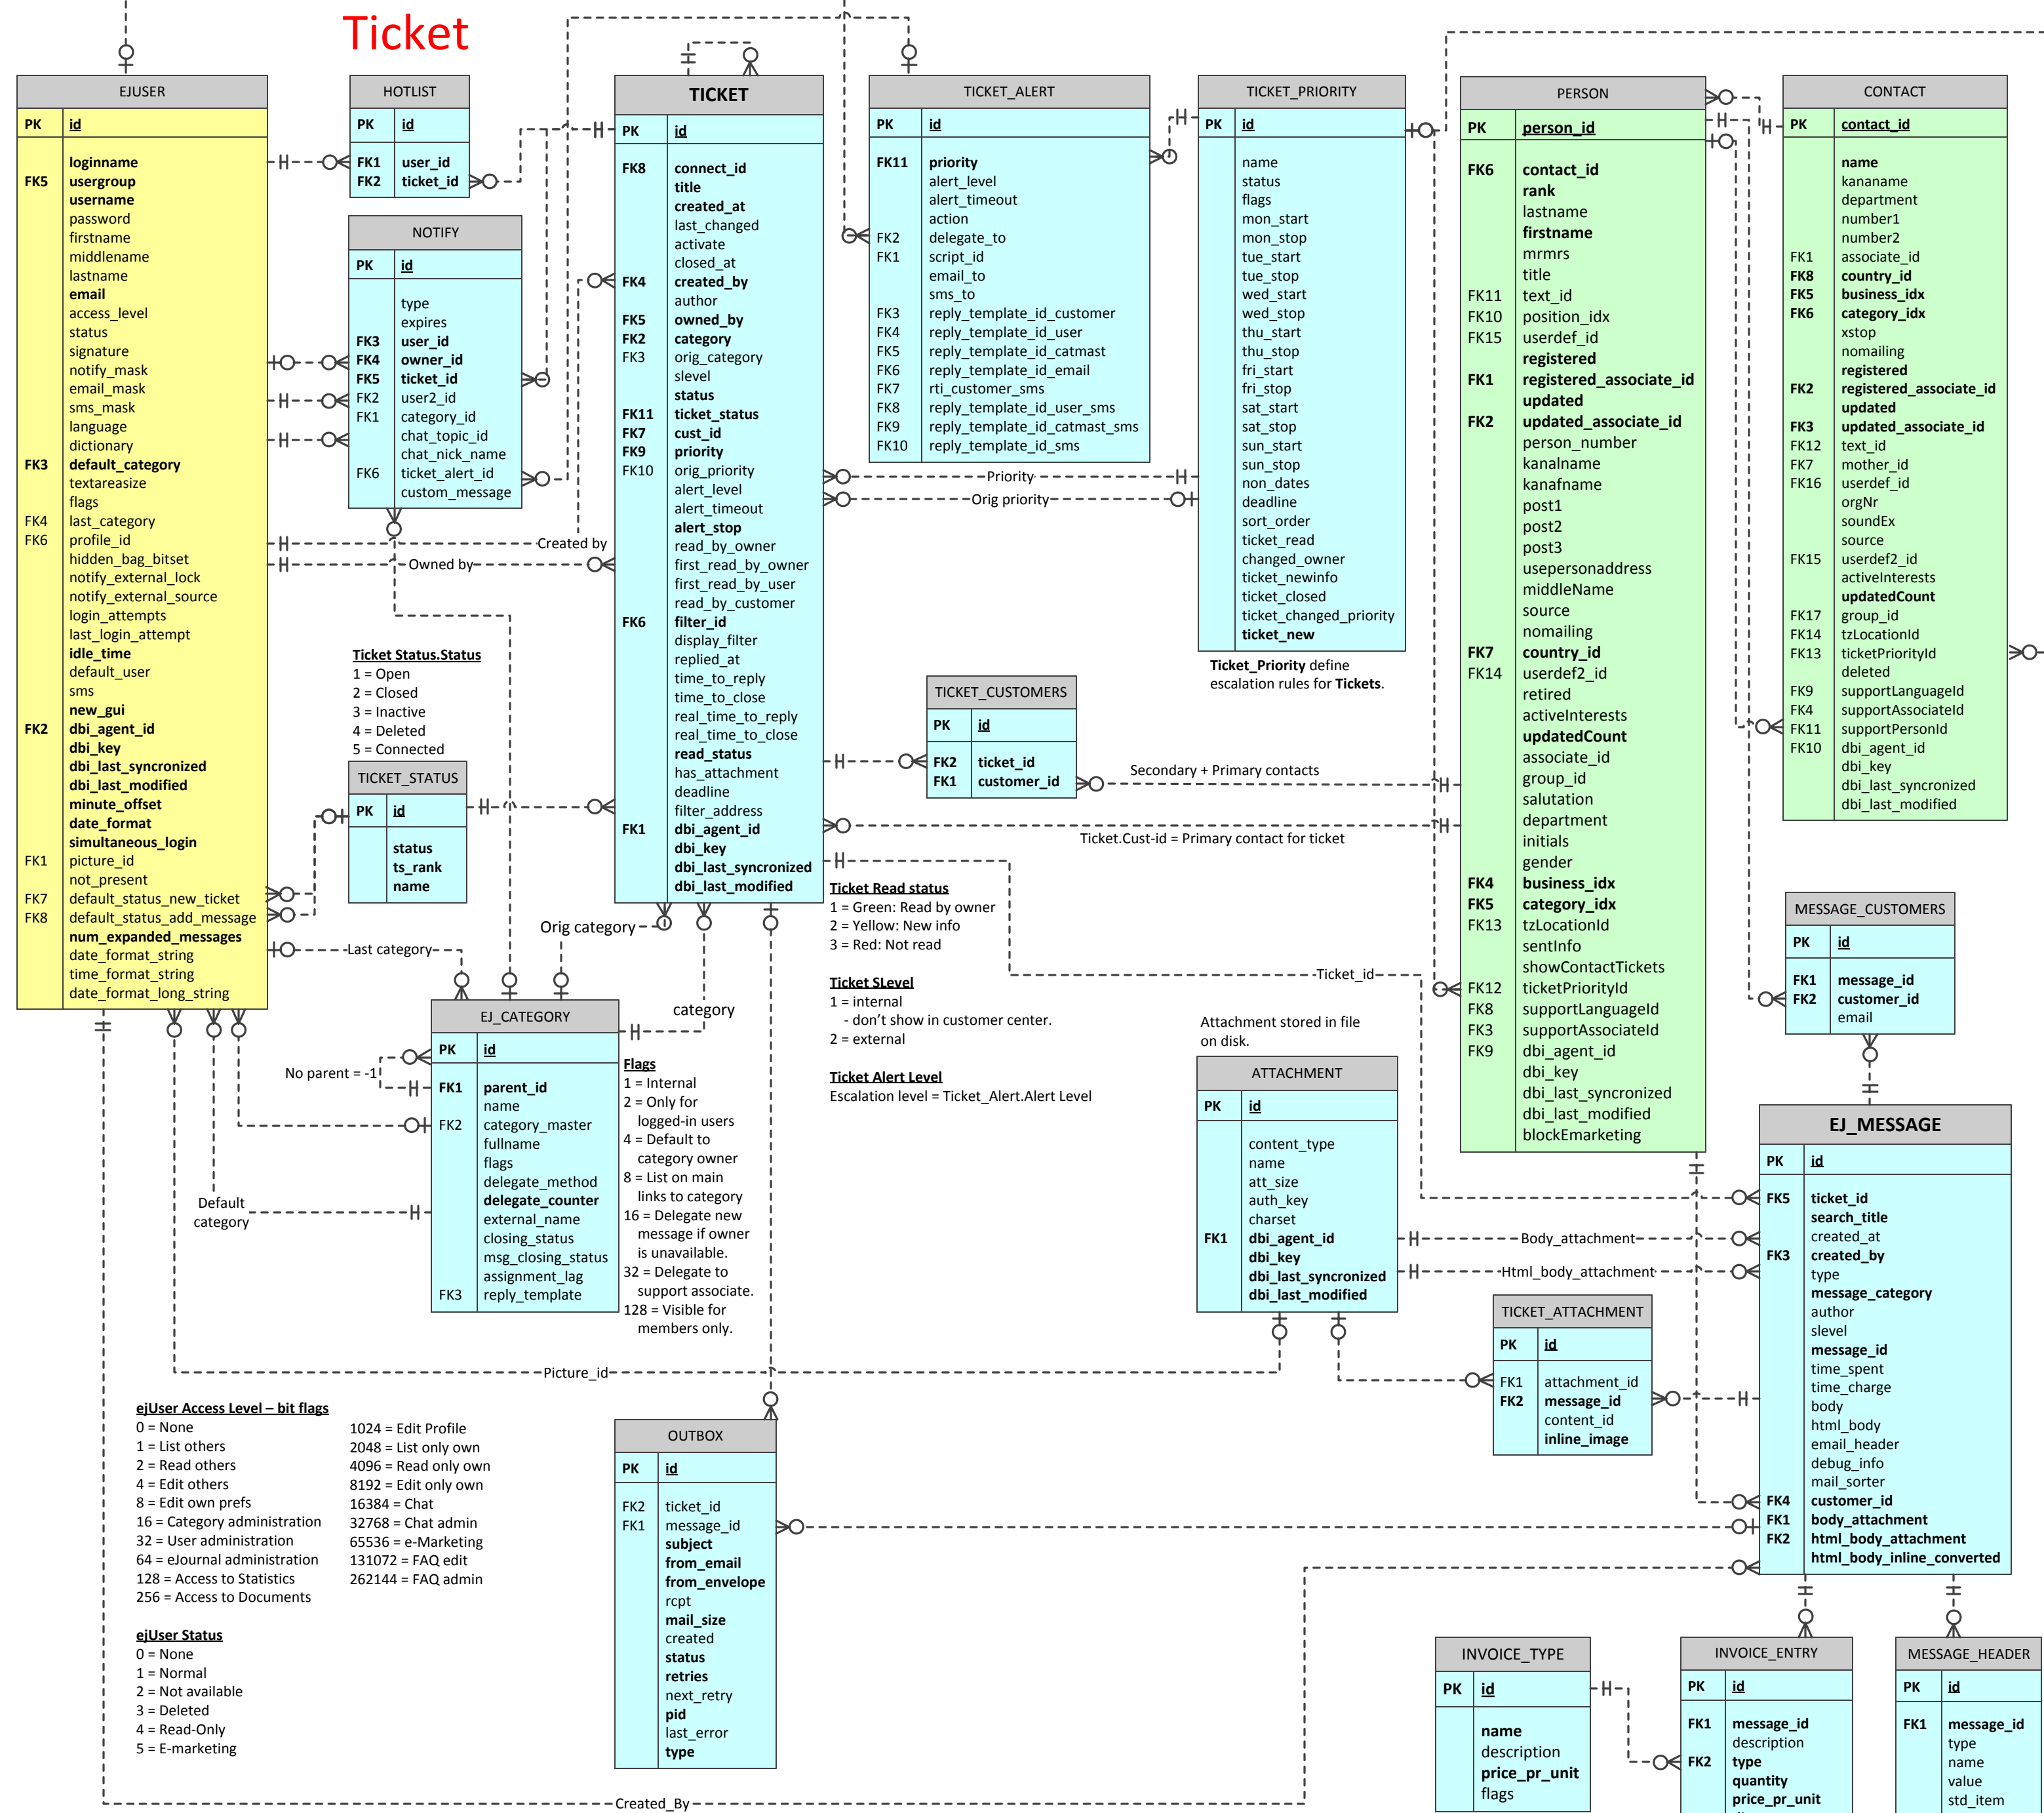 Ticket
EJUSER
PK id
loginname
FK5 usergroup
username
password
firstname
middlename
lastname
email
access_level
status
signature
notify_mask
email_mask
sms_mask
language
dictionary
FK3 default_category
textareasize
flags
FK4 last_category
FK6 profile_id
hidden_bag_bitset
notify_external_lock
notify_external_source
login_attempts
last_login_attempt
idle_time
default_user
sms
new_gui
FK2 dbi_agent_id
dbi_key
dbi_last_syncronized
dbi_last_modified
minute_offset
date_format
simultaneous_login
FK1 picture_id
not_present
FK7 default_status_new_ticket
FK8 default_status_add_message
num_expanded_messages
date_format_string
time_format_string
date_format_long_string
HOTLIST
PK id
FK1 user_id
FK2 ticket_id
NOTIFY
PK id
type
expires
FK3 user_id
FK4 owner_id
FK5 ticket_id
FK2 user2_id
FK1 category_id
chat_topic_id
chat_nick_name
FK6 ticket_alert_id
custom_message
Created by
Owned by
Ticket Status.Status
1 = Open
2 = Closed
3 = Inactive
4 = Deleted
5 = Connected
TICKET_STATUS
PK id
status
ts_rank
name
Last category
Orig category
category
EJ_CATEGORY
PK id
FK1 parent_id
name
FK2 category_master
fullname
flags
delegate_method
delegate_counter
external_name
closing_status
msg_closing_status
assignment_lag
FK3 reply_template
No parent = -1
Default
category
Flags
1 = Internal
2 = Only for
logged-in users
4 = Default to
category owner
8 = List on main
links to category
16 = Delegate new
message if owner
is unavailable.
32 = Delegate to
support associate.
128 = Visible for
members only.
TICKET
PK id
FK8 connect_id
title
created_at
last_changed
activate
closed_at
FK4 created_by
author
FK5 owned_by
FK2 category
FK3 orig_category
slevel
status
FK11 ticket_status
FK7 cust_id
FK9 priority
FK10 orig_priority
alert_level
alert_timeout
alert_stop
read_by_owner
first_read_by_owner
first_read_by_user
read_by_customer
FK6 filter_id
display_filter
replied_at
time_to_reply
time_to_close
real_time_to_reply
real_time_to_close
read_status
has_attachment
deadline
filter_address
FK1 dbi_agent_id
dbi_key
dbi_last_syncronized
dbi_last_modified
TICKET_ALERT
PK id
FK11 priority
alert_level
alert_timeout
action
FK2 delegate_to
FK1 script_id
email_to
sms_to
FK3 reply_template_id_customer
FK4 reply_template_id_user
FK5 reply_template_id_catmast
FK6 reply_template_id_email
FK7 rti_customer_sms
FK8 reply_template_id_user_sms
FK9 reply_template_id_catmast_sms
FK10 reply_template_id_sms
Priority
Orig priority
TICKET_PRIORITY
PK id
name
status
flags
mon_start
mon_stop
tue_start
tue_stop
wed_start
wed_stop
thu_start
thu_stop
fri_start
fri_stop
sat_start
sat_stop
sun_start
sun_stop
non_dates
deadline
sort_order
ticket_read
changed_owner
ticket_newinfo
ticket_closed
ticket_changed_priority
ticket_new
Ticket_Priority define
escalation rules for Tickets.
TICKET_CUSTOMERS
PK id
FK2 ticket_id
FK1 customer_id
Secondary + Primary contacts
Ticket.Cust-id = Primary contact for ticket
Ticket Read status
1 = Green: Read by owner
2 = Yellow: New info
3 = Red: Not read
Ticket SLevel
1 = internal
- don't show in customer center.
2 = external
Ticket Alert Level
Escalation level = Ticket_Alert.Alert Level
Ticket_id
PERSON
PK person_id
FK6 contact_id
rank
lastname
firstname
mrmrs
title
FK11 text_id
FK10 position_idx
FK15 userdef_id
registered
FK1 registered_associate_id
updated
FK2 updated_associate_id
person_number
kanalname
kanafname
post1
post2
post3
usepersonaddress
middleName
source
nomailing
FK7 country_id
FK14 userdef2_id
retired
activeInterests
updatedCount
associate_id
group_id
salutation
department
initials
gender
FK4 business_idx
FK5 category_idx
FK13 tzLocationId
sentInfo
showContactTickets
FK12 ticketPriorityId
FK8 supportLanguageId
FK3 supportAssociateId
FK9 dbi_agent_id
dbi_key
dbi_last_syncronized
dbi_last_modified
blockEmarketing
CONTACT
PK contact_id
name
kananame
department
number1
number2
FK1 associate_id
FK8 country_id
FK5 business_idx
FK6 category_idx
xstop
nomailing
registered
FK2 registered_associate_id
updated
FK3 updated_associate_id
FK12 text_id
FK7 mother_id
FK16 userdef_id
orgNr
soundEx
source
FK15 userdef2_id
activeInterests
updatedCount
FK17 group_id
FK14 tzLocationId
FK13 ticketPriorityId
deleted
FK9 supportLanguageId
FK4 supportAssociateId
FK11 supportPersonId
FK10 dbi_agent_id
dbi_key
dbi_last_syncronized
dbi_last_modified
MESSAGE_CUSTOMERS
PK id
FK1 message_id
FK2 customer_id
email
Attachment stored in file
on disk.
ATTACHMENT
PK id
content_type
name
att_size
auth_key
charset
FK1 dbi_agent_id
dbi_key
dbi_last_syncronized
dbi_last_modified
Body_attachment
Html_body_attachment
TICKET_ATTACHMENT
PK id
FK1 attachment_id
FK2 message_id
content_id
inline_image
EJ_MESSAGE
PK id
FK5 ticket_id
search_title
created_at
FK3 created_by
type
message_category
author
slevel
message_id
time_spent
time_charge
body
html_body
email_header
debug_info
mail_sorter
FK4 customer_id
FK1 body_attachment
FK2 html_body_attachment
html_body_inline_converted
Picture_id
ejUser Access Level – bit flags
0 = None
1 = List others
2 = Read others
4 = Edit others
8 = Edit own prefs
16 = Category administration
32 = User administration
64 = eJournal administration
128 = Access to Statistics
256 = Access to Documents
1024 = Edit Profile
2048 = List only own
4096 = Read only own
8192 = Edit only own
16384 = Chat
32768 = Chat admin
65536 = e-Marketing
131072 = FAQ edit
262144 = FAQ admin
ejUser Status
0 = None
1 = Normal
2 = Not available
3 = Deleted
4 = Read-Only
5 = E-marketing
OUTBOX
PK id
FK2 ticket_id
FK1 message_id
subject
from_email
from_envelope
rcpt
mail_size
created
status
retries
next_retry
pid
last_error
type
Created_By
INVOICE_TYPE
PK id
name
description
price_pr_unit
flags
INVOICE_ENTRY
PK id
FK1 message_id
description
FK2 type
quantity
price_pr_unit
MESSAGE_HEADER
PK id
FK1 message_id
type
name
value
std_item